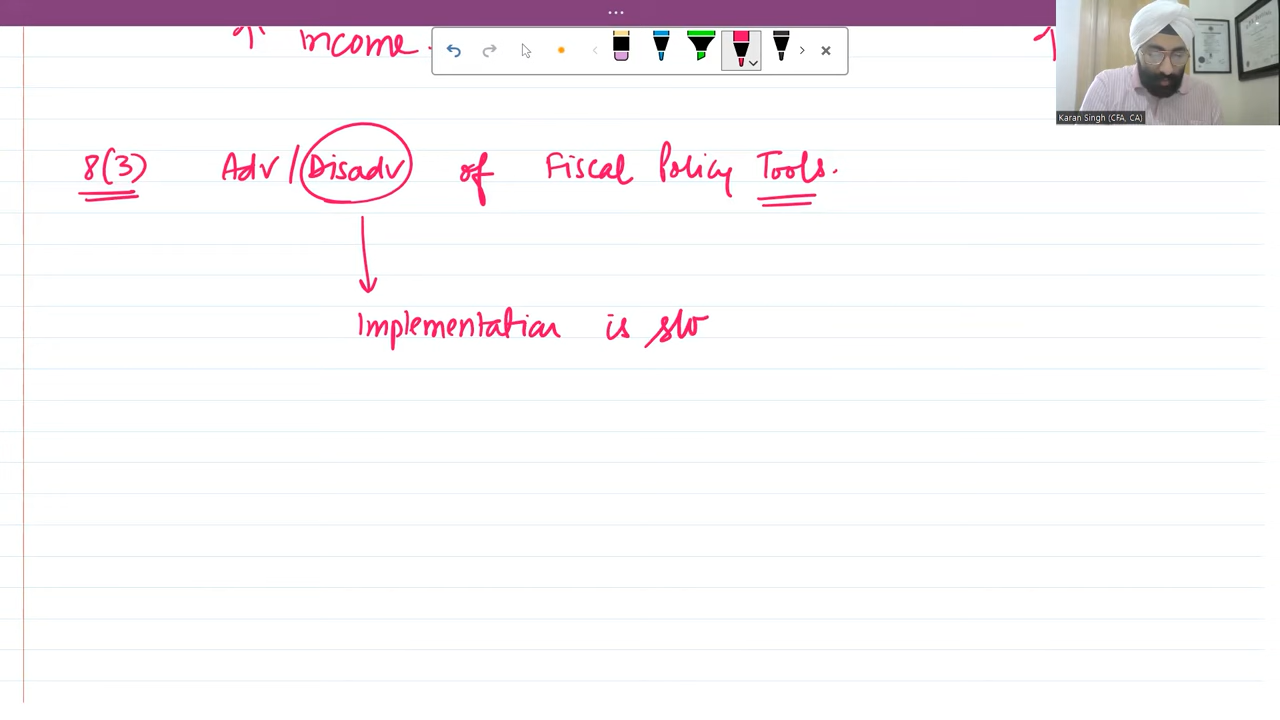 ↑ income.
↑
Karan Singh (CFA, CA)
8(3) Adv/Disadv of Fiscal Policy Tools.
Implementation is slo